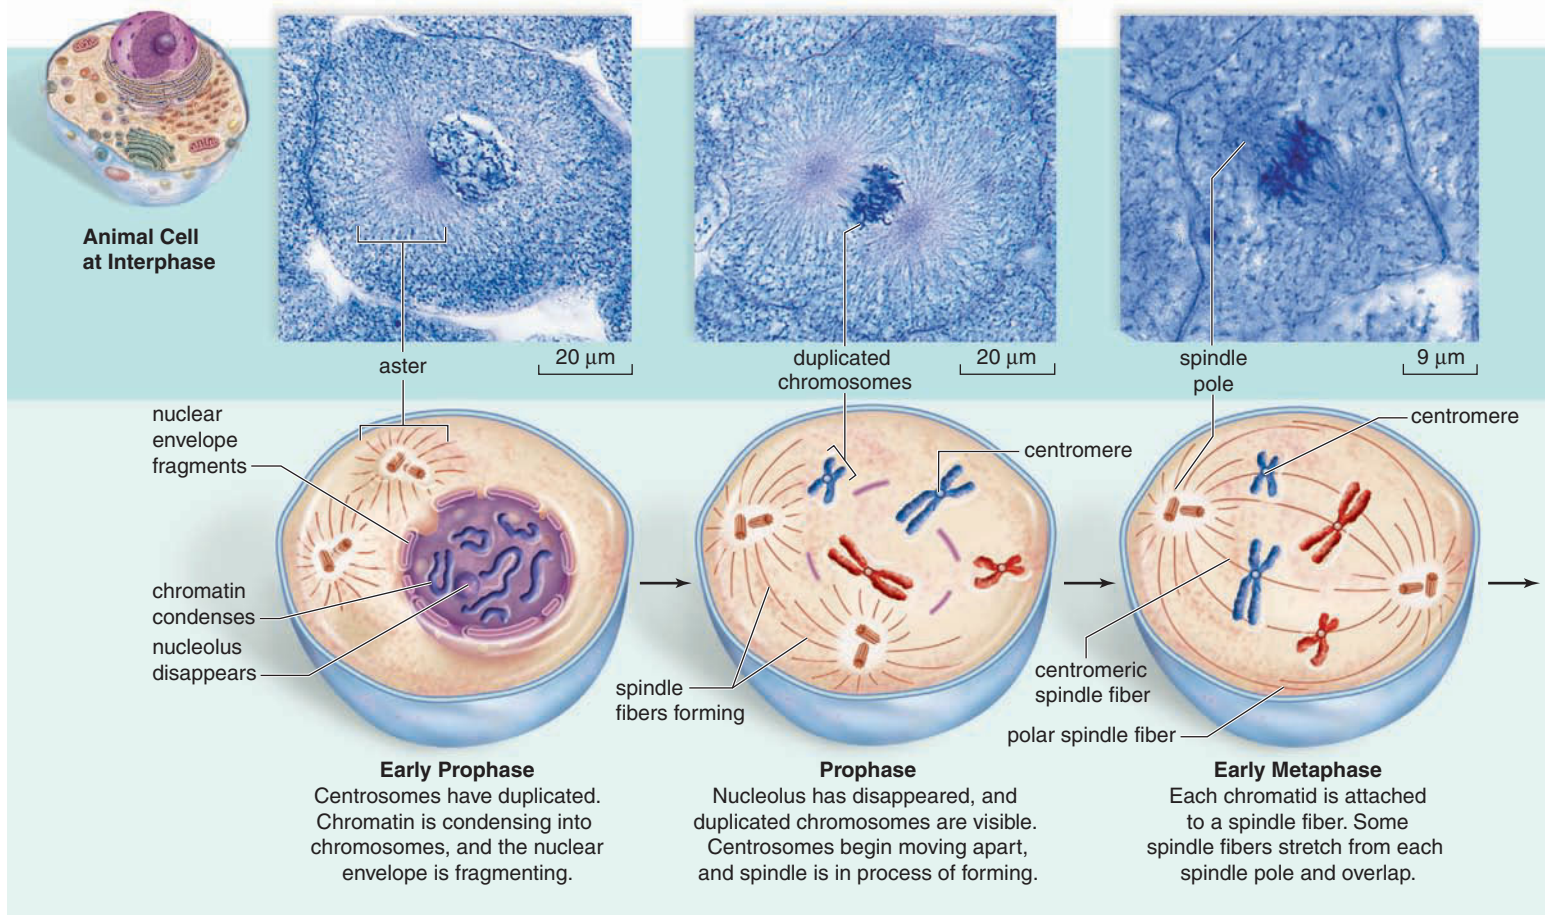 Animal Cell
at Interphase
aster
20 µm
duplicated
chromosomes
20 µm
spindle
pole
9 µm
nuclear
envelope
fragments
chromatin
condenses
nucleolus
disappears
centromere
spindle
fibers forming
centromere
centromeric
spindle fiber
polar spindle fiber
Early Prophase
Centrosomes have duplicated.
Chromatin is condensing into
chromosomes, and the nuclear
envelope is fragmenting.
Prophase
Nucleolus has disappeared, and
duplicated chromosomes are visible.
Centrosomes begin moving apart,
and spindle is in process of forming.
Early Metaphase
Each chromatid is attached
to a spindle fiber. Some
spindle fibers stretch from each
spindle pole and overlap.